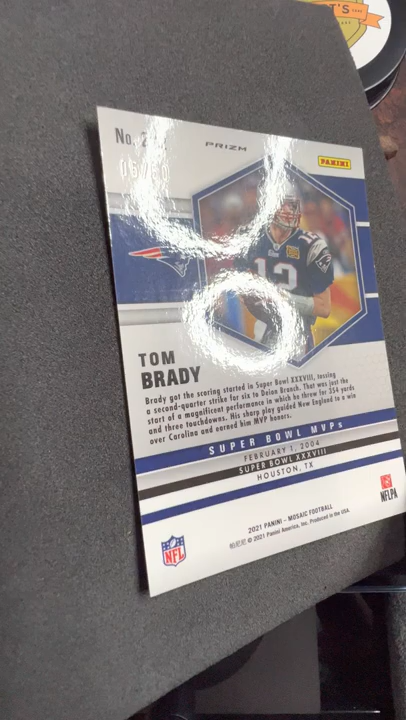 No. 2
PRIZM
PANINI
12
TOM
BRADY
Brady got the scoring started in Super Bowl XXXVIII, tossing
a second-quarter strike for six to Deion Branch. That was just the
start of a magnificent performance in which he threw for 354 yards
and three touchdowns. His sharp play guided New England to a win
over Carolina and earned him MVP honors.
SUPER BOWL MVPs
FEBRUARY 1, 2004
SUPER BOWL XXXVIII
HOUSTON, TX
NFL
NFLPA
2021 PANINI - MOSAIC FOOTBALL
© 2021 Panini America, Inc. Produced in the USA.